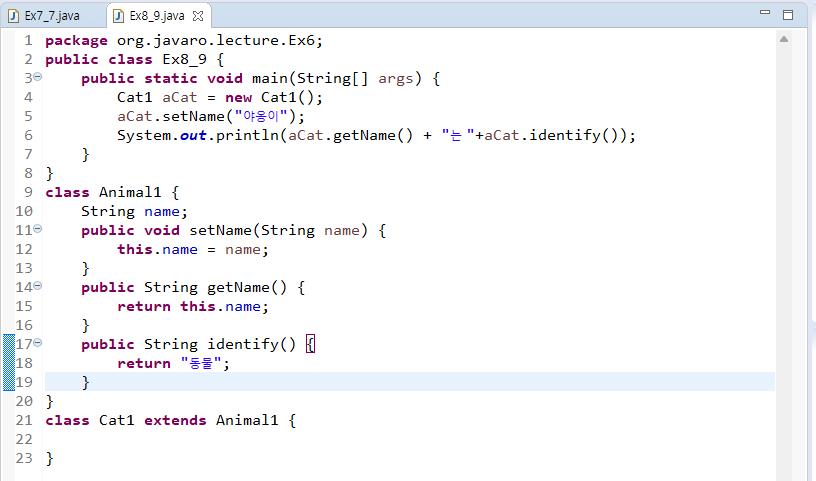 Ex7_7.java Ex8_9.java
1 package org.javaro.lecture.Ex6;
2 public class Ex8_9 {
3 public static void main(String[] args) {
4 Cat1 aCat = new Cat1();
5 aCat.setName("야옹이");
6 System.out.println(aCat.getName() + "는 "+aCat.identify());
7 }
8 }
9 class Animal1 {
10 String name;
11 public void setName(String name) {
12 this.name = name;
13 }
14 public String getName() {
15 return this.name;
16 }
17 public String identify() {
18 return "동물";
19 }
20 }
21 class Cat1 extends Animal1 {
22
23 }